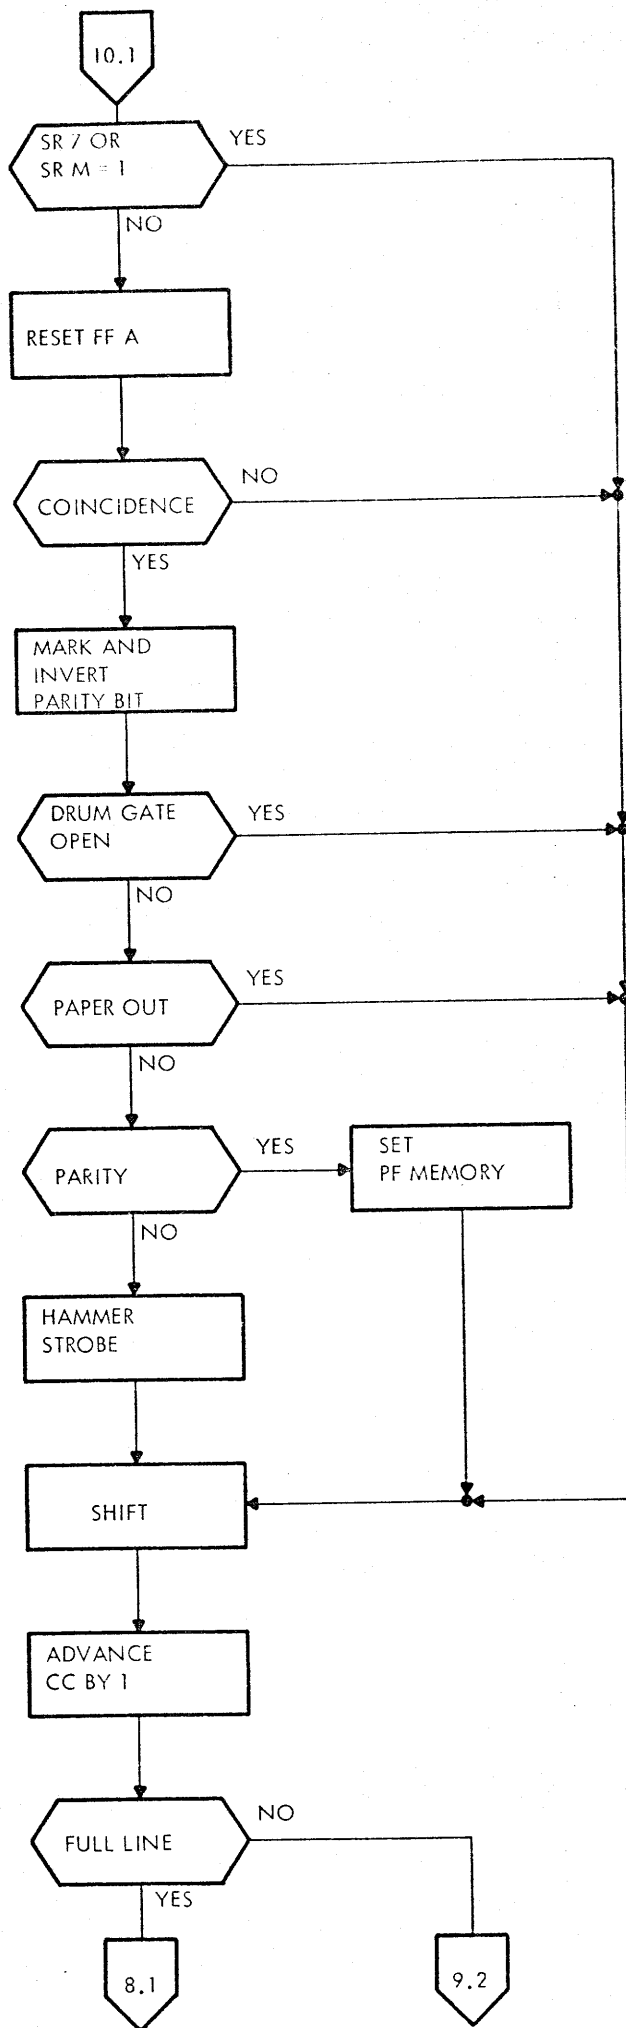 10.1
SR 7 OR
SR M = 1
YES
NO
RESET FF A
COINCIDENCE
NO
YES
MARK AND
INVERT
PARITY BIT
DRUM GATE
OPEN
YES
NO
PAPER OUT
YES
NO
PARITY
YES
SET
PF MEMORY
NO
HAMMER
STROBE
SHIFT
ADVANCE
CC BY 1
FULL LINE
NO
YES
8.1
9.2